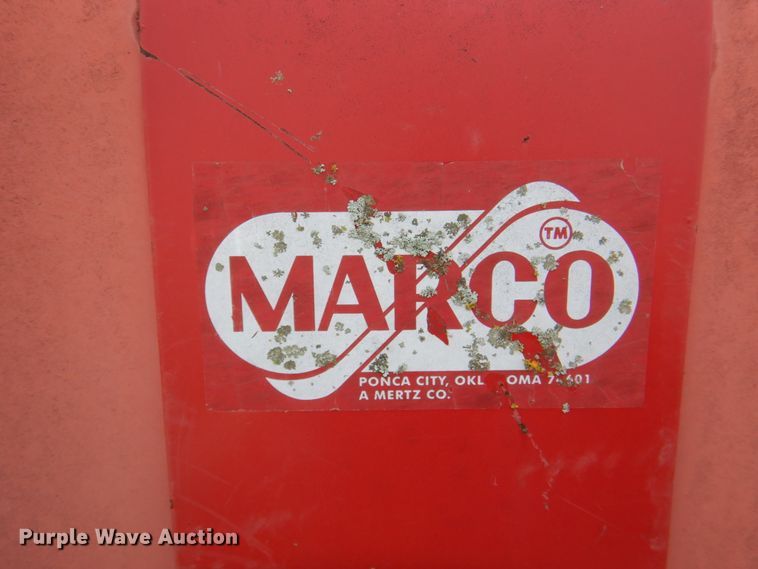 MARCO
TM
PONCA CITY, OKL OMA 7 601
A MERTZ CO.
Purple Wave Auction